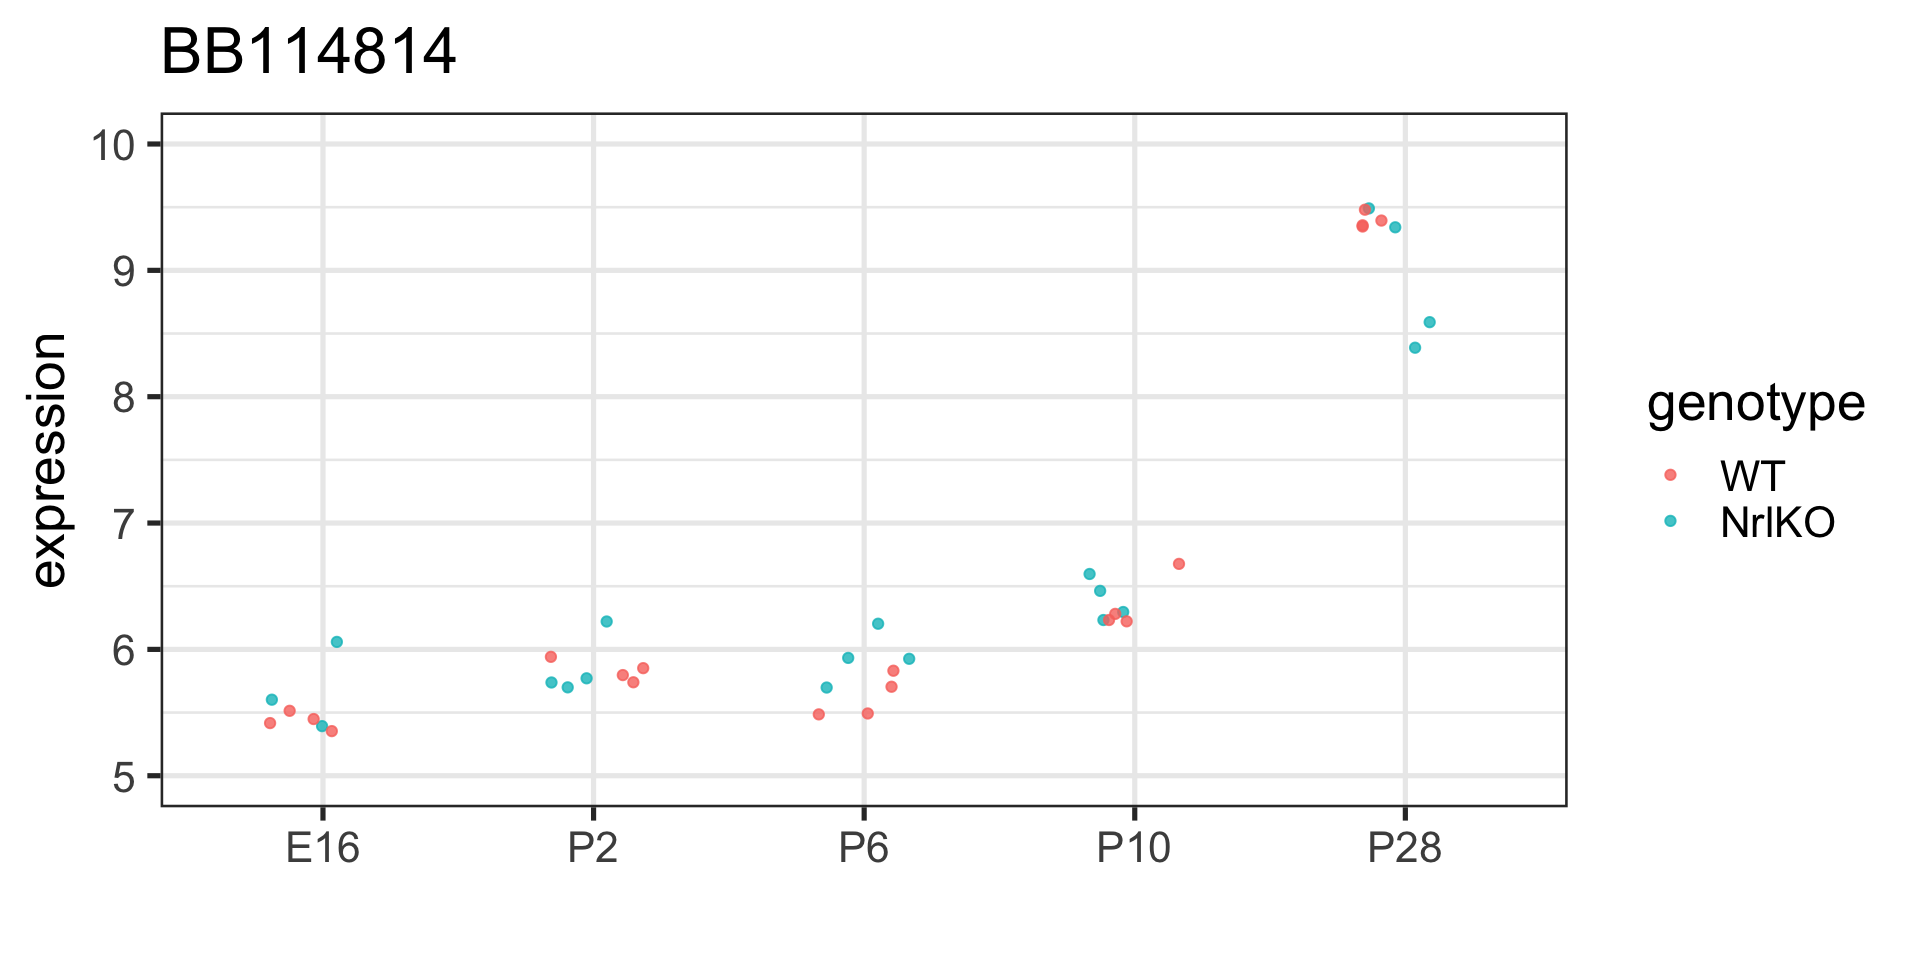 BB114814
10
9
8
7
6
5
expression
E16 P2 P6 P10 P28
genotype
WT
NrlKO